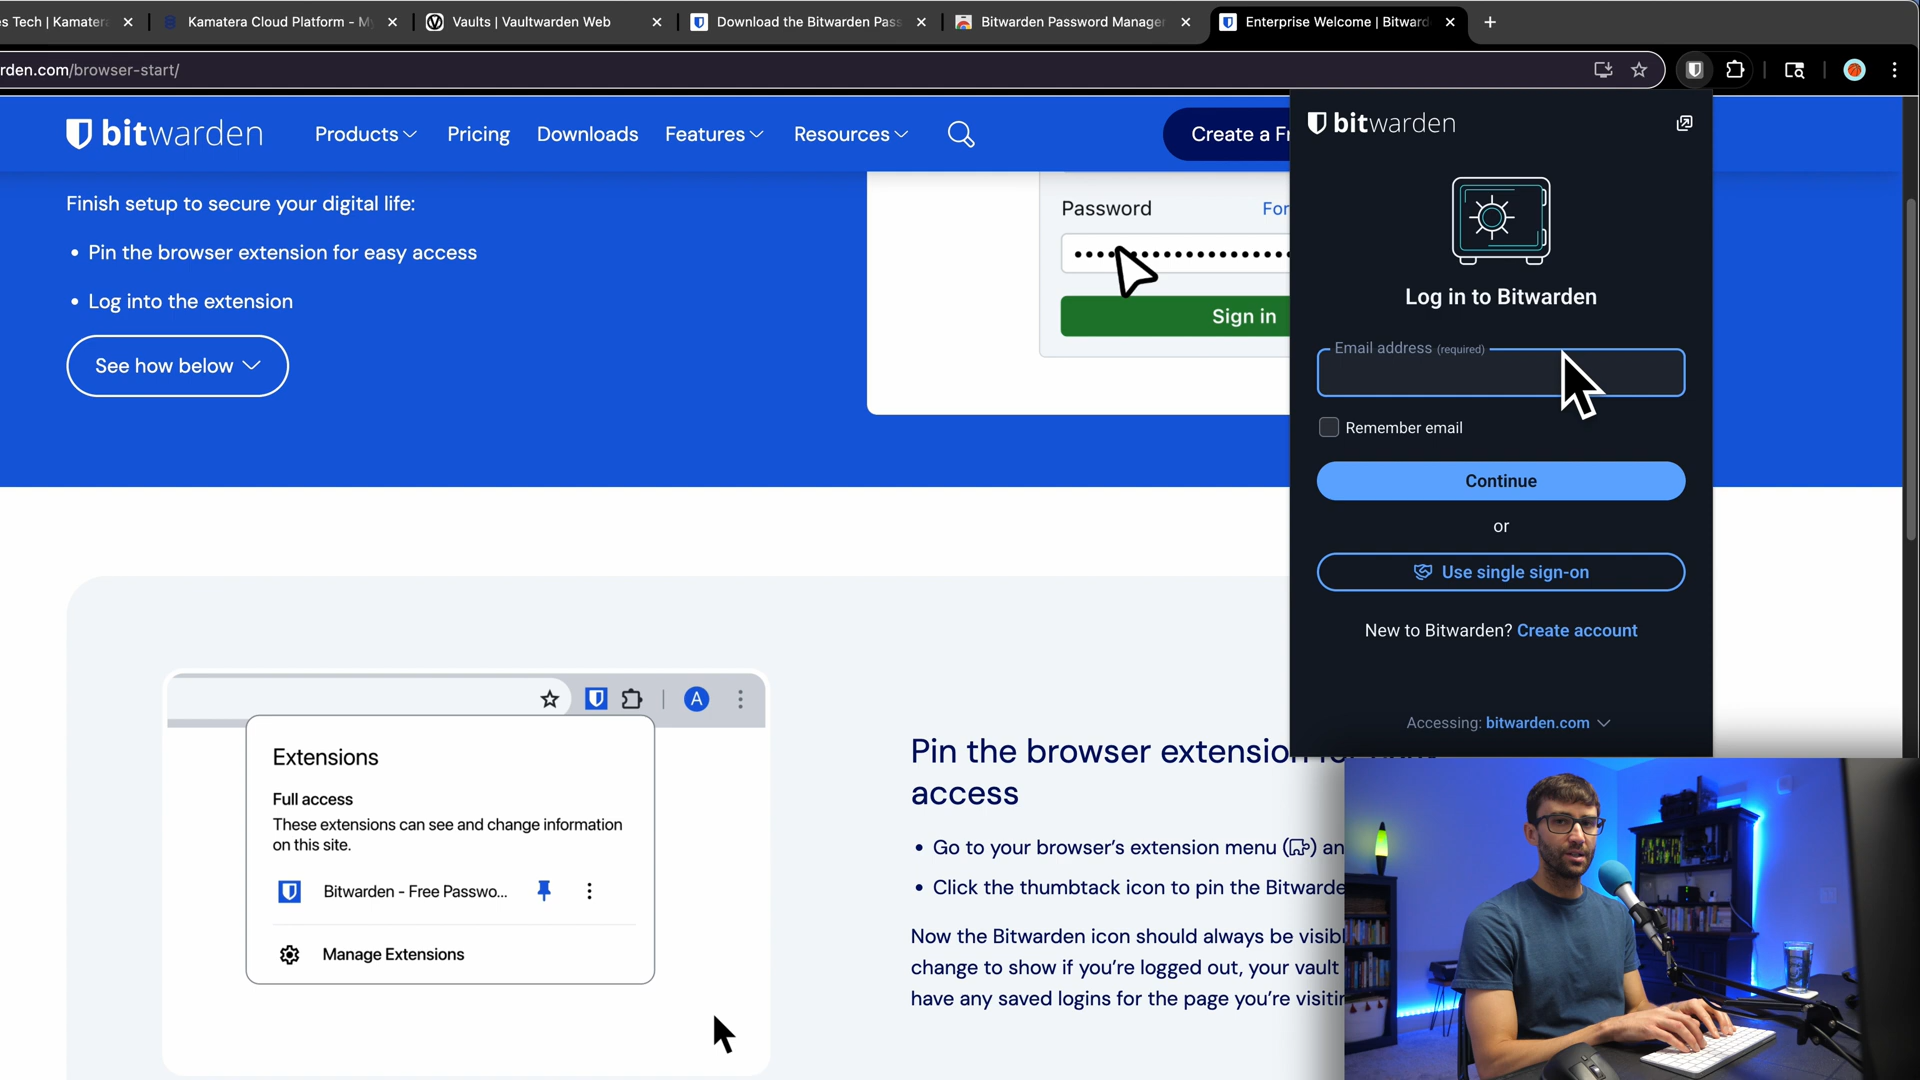 s Tech | Kamater
Kamatera Cloud Platform - My
Vaults | Vaultwarden Web
Download the Bitwarden Pass
Bitwarden Password Manager
Enterprise Welcome | Bitward
rden.com/browser-start/
bitwarden
Products
Pricing
Downloads
Features
Resources
Create a Fr
Finish setup to secure your digital life:
• Pin the browser extension for easy access
• Log into the extension
See how below
Password
For
Sign in
bitwarden
Log in to Bitwarden
Email address (required)
Remember email
Continue
or
Use single sign-on
New to Bitwarden? Create account
Accessing: bitwarden.com
A
Extensions
Full access
These extensions can see and change information
on this site.
Bitwarden - Free Passwo...
Manage Extensions
Pin the browser extension
access
• Go to your browser's extension menu () an
• Click the thumbtack icon to pin the Bitwarde
Now the Bitwarden icon should always be visibl
change to show if you're logged out, your vault
have any saved logins for the page you're visitin